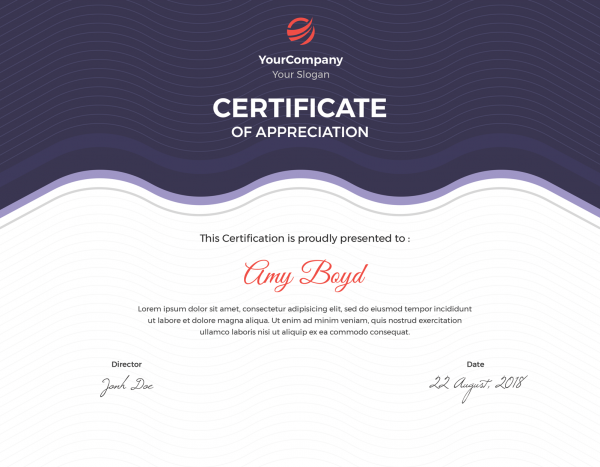 YourCompany
Your Slogan
CERTIFICATE
OF APPRECIATION
This Certification is proudly presented to :
Amy Boyd
Lorem ipsum dolor sit amet, consectetur adipisicing elit, sed do eiusmod tempor incididunt
ut labore et dolore magna aliqua. Ut enim ad minim veniam, quis nostrud exercitation
ullamco laboris nisi ut aliquip ex ea commodo consequat.
Director
Jonh Doe
Date
22 August, 2018